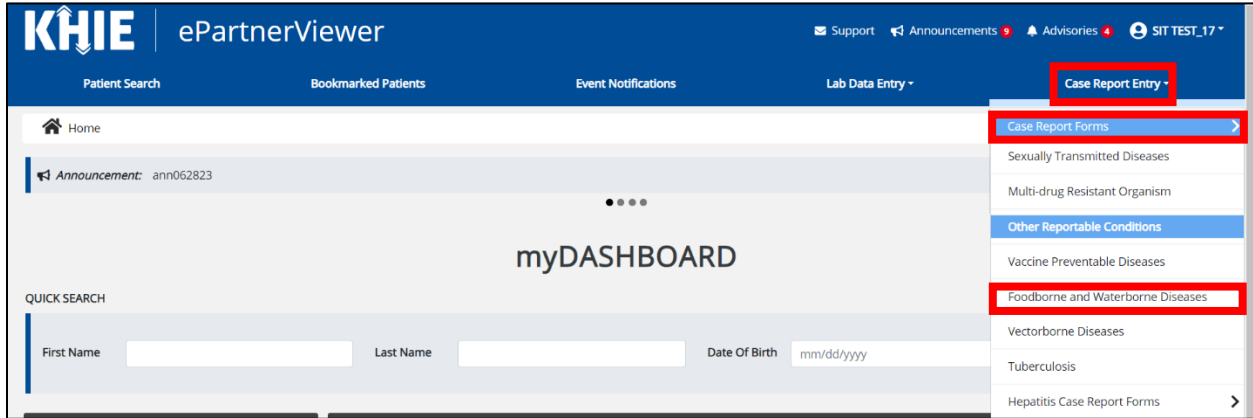 KHIE ePartnerViewer
Support Announcements 9 Advisories 4 SIT TEST_17
Patient Search Bookmarked Patients Event Notifications Lab Data Entry Case Report Entry
Home
Case Report Forms
Sexually Transmitted Diseases
Announcement: ann062823
Multi-drug Resistant Organism
Other Reportable Conditions
myDASHBOARD
Vaccine Preventable Diseases
QUICK SEARCH
Foodborne and Waterborne Diseases
Vectorborne Diseases
First Name Last Name Date Of Birth mm/dd/yyyy
Tuberculosis
Hepatitis Case Report Forms